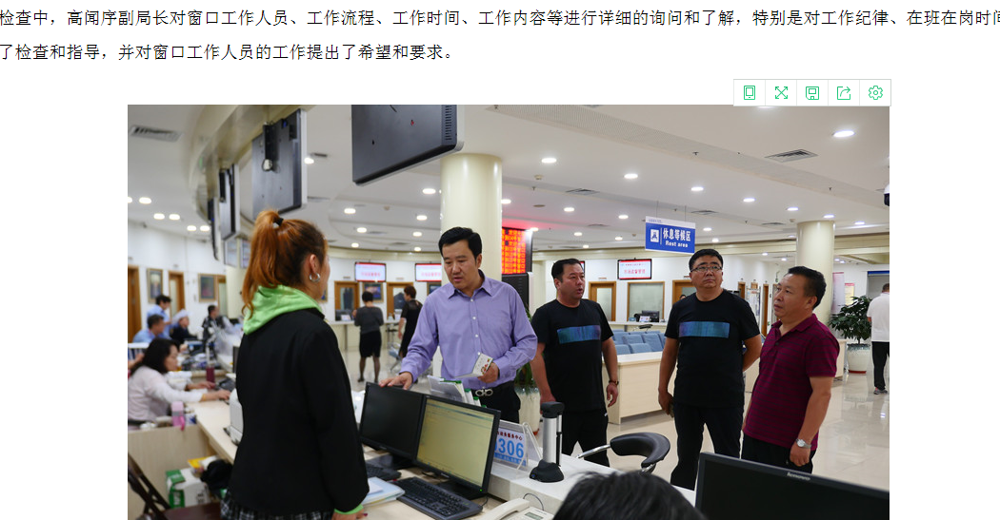 检查中，高闻序副局长对窗口工作人员、工作流程、工作时间、工作内容等进行详细的询问和了解，特别是对工作纪律、在班在岗时间
了检查和指导，并对窗口工作人员的工作提出了希望和要求。
休息等候区
Rest area
306